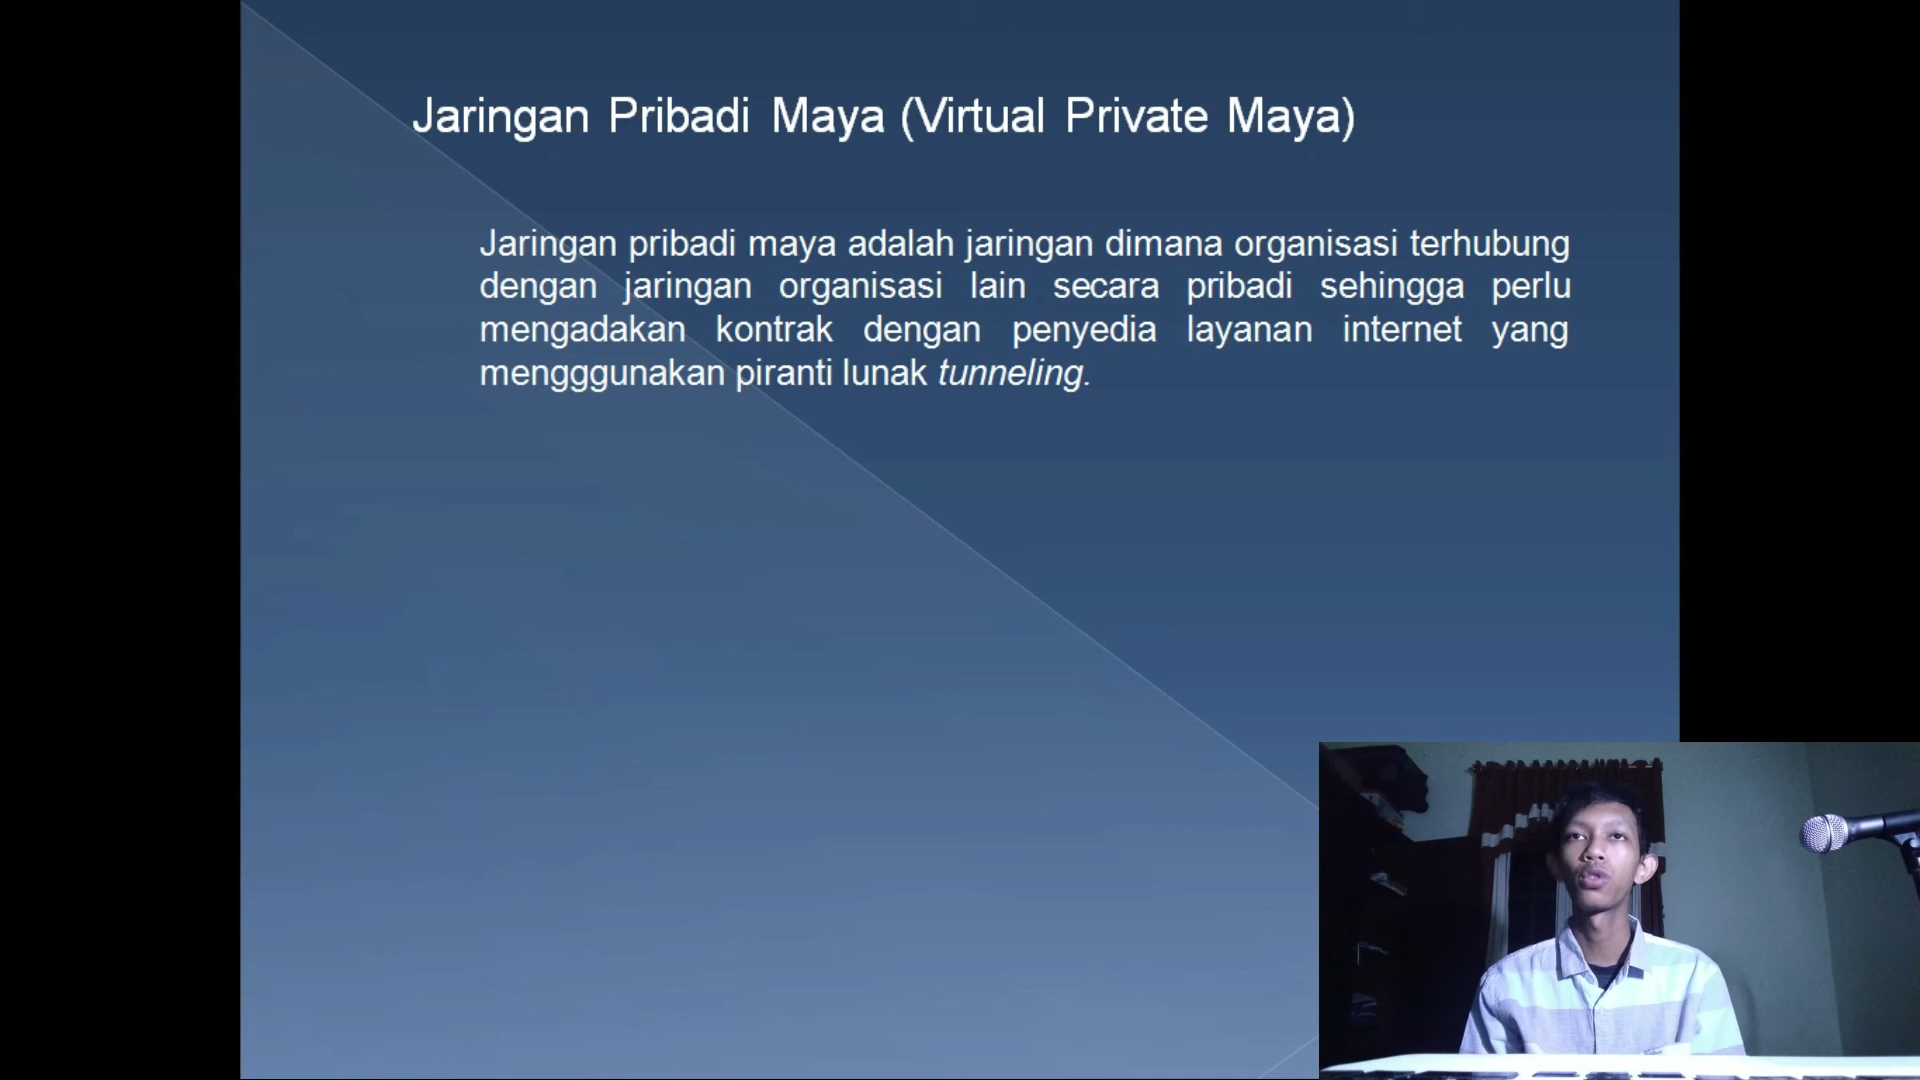 Jaringan Pribadi Maya (Virtual Private Maya)
Jaringan pribadi maya adalah jaringan dimana organisasi terhubung
dengan jaringan organisasi lain secara pribadi sehingga perlu
mengadakan kontrak dengan penyedia layanan internet yang
mengggunakan piranti lunak tunneling.